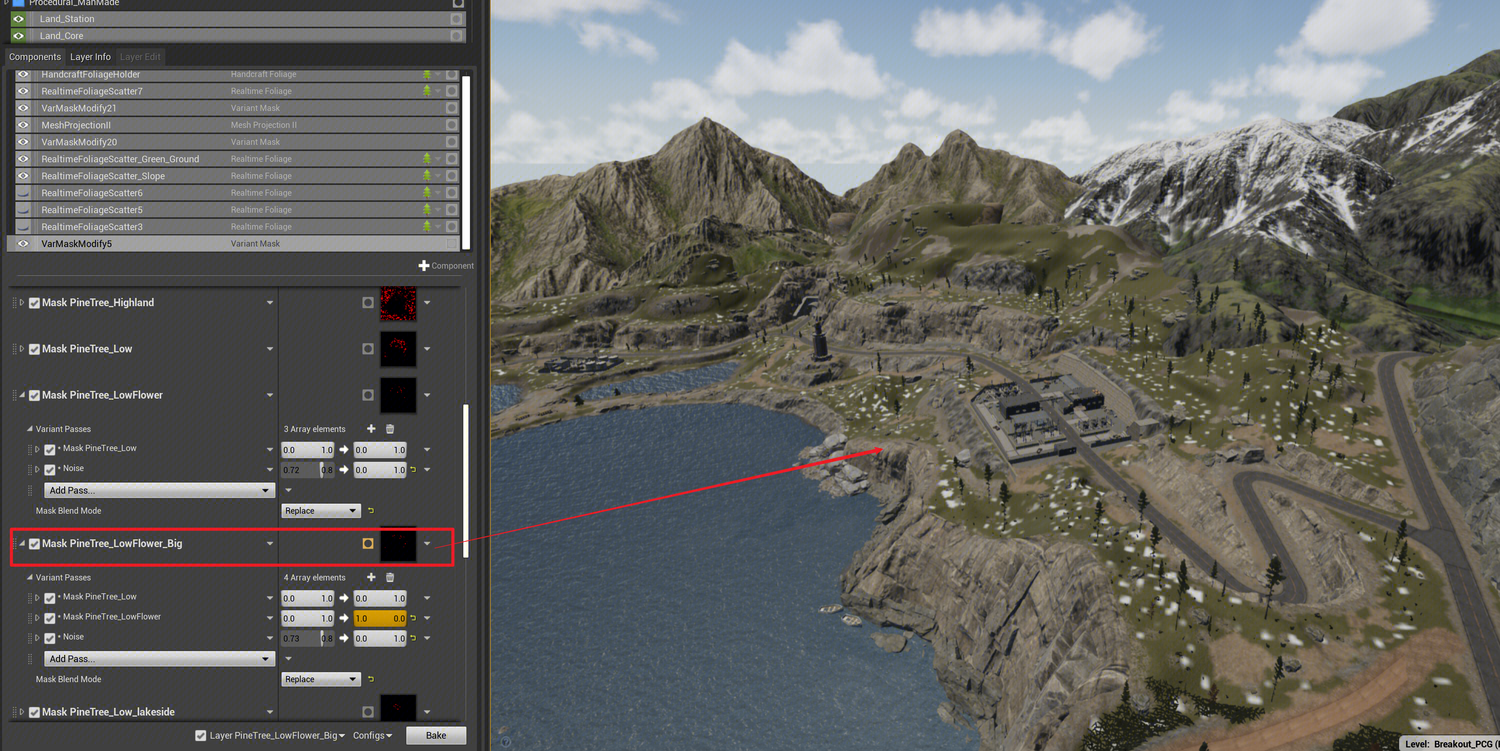 Procedural_ManMade
Land_Station
Land_Core
Components Layer Info Layer Edit
HandcraftFoliageHolder Handcraft Foliage
RealtimeFoliageScatter7 Realtime Foliage
VarMaskModify21 Variant Mask
MeshProjectionII Mesh Projection II
VarMaskModify20 Variant Mask
RealtimeFoliageScatter_Green_Ground Realtime Foliage
RealtimeFoliageScatter_Slope Realtime Foliage
RealtimeFoliageScatter6 Realtime Foliage
RealtimeFoliageScatter5 Realtime Foliage
RealtimeFoliageScatter3 Realtime Foliage
VarMaskModify5 Variant Mask
Component
Mask PineTree_Highland
Mask PineTree_Low
Mask PineTree_LowFlower
Variant Passes 3 Array elements
* Mask PineTree_Low 0.0 1.0 0.0 1.0
* Noise 0.72 0.8 0.0 1.0
Add Pass...
Mask Blend Mode Replace
Mask PineTree_LowFlower_Big
Variant Passes 4 Array elements
* Mask PineTree_Low 0.0 1.0 0.0 1.0
* Mask PineTree_LowFlower 0.0 1.0 1.0 0.0
* Noise 0.73 0.8 0.0 1.0
Add Pass...
Mask Blend Mode Replace
Mask PineTree_Low_lakeside
Layer PineTree_LowFlower_Big Configs Bake
Level: Breakout_PCG (